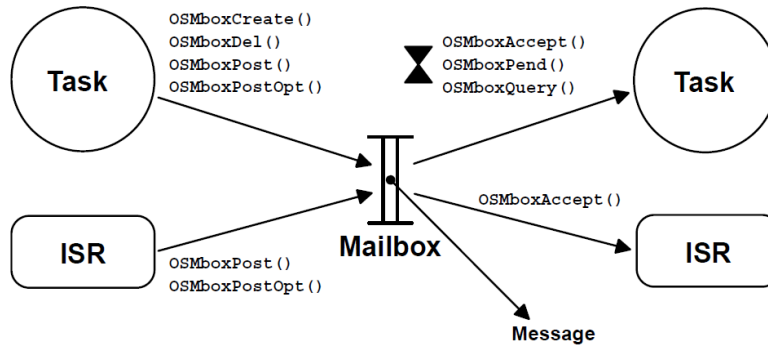 OSMboxCreate()
OSMboxDel()
OSMboxPost()
OSMboxPostOpt()
Task
OSMboxAccept()
OSMboxPend()
OSMboxQuery()
Task
OSMboxAccept()
Mailbox
ISR
OSMboxPost()
OSMboxPostOpt()
ISR
Message